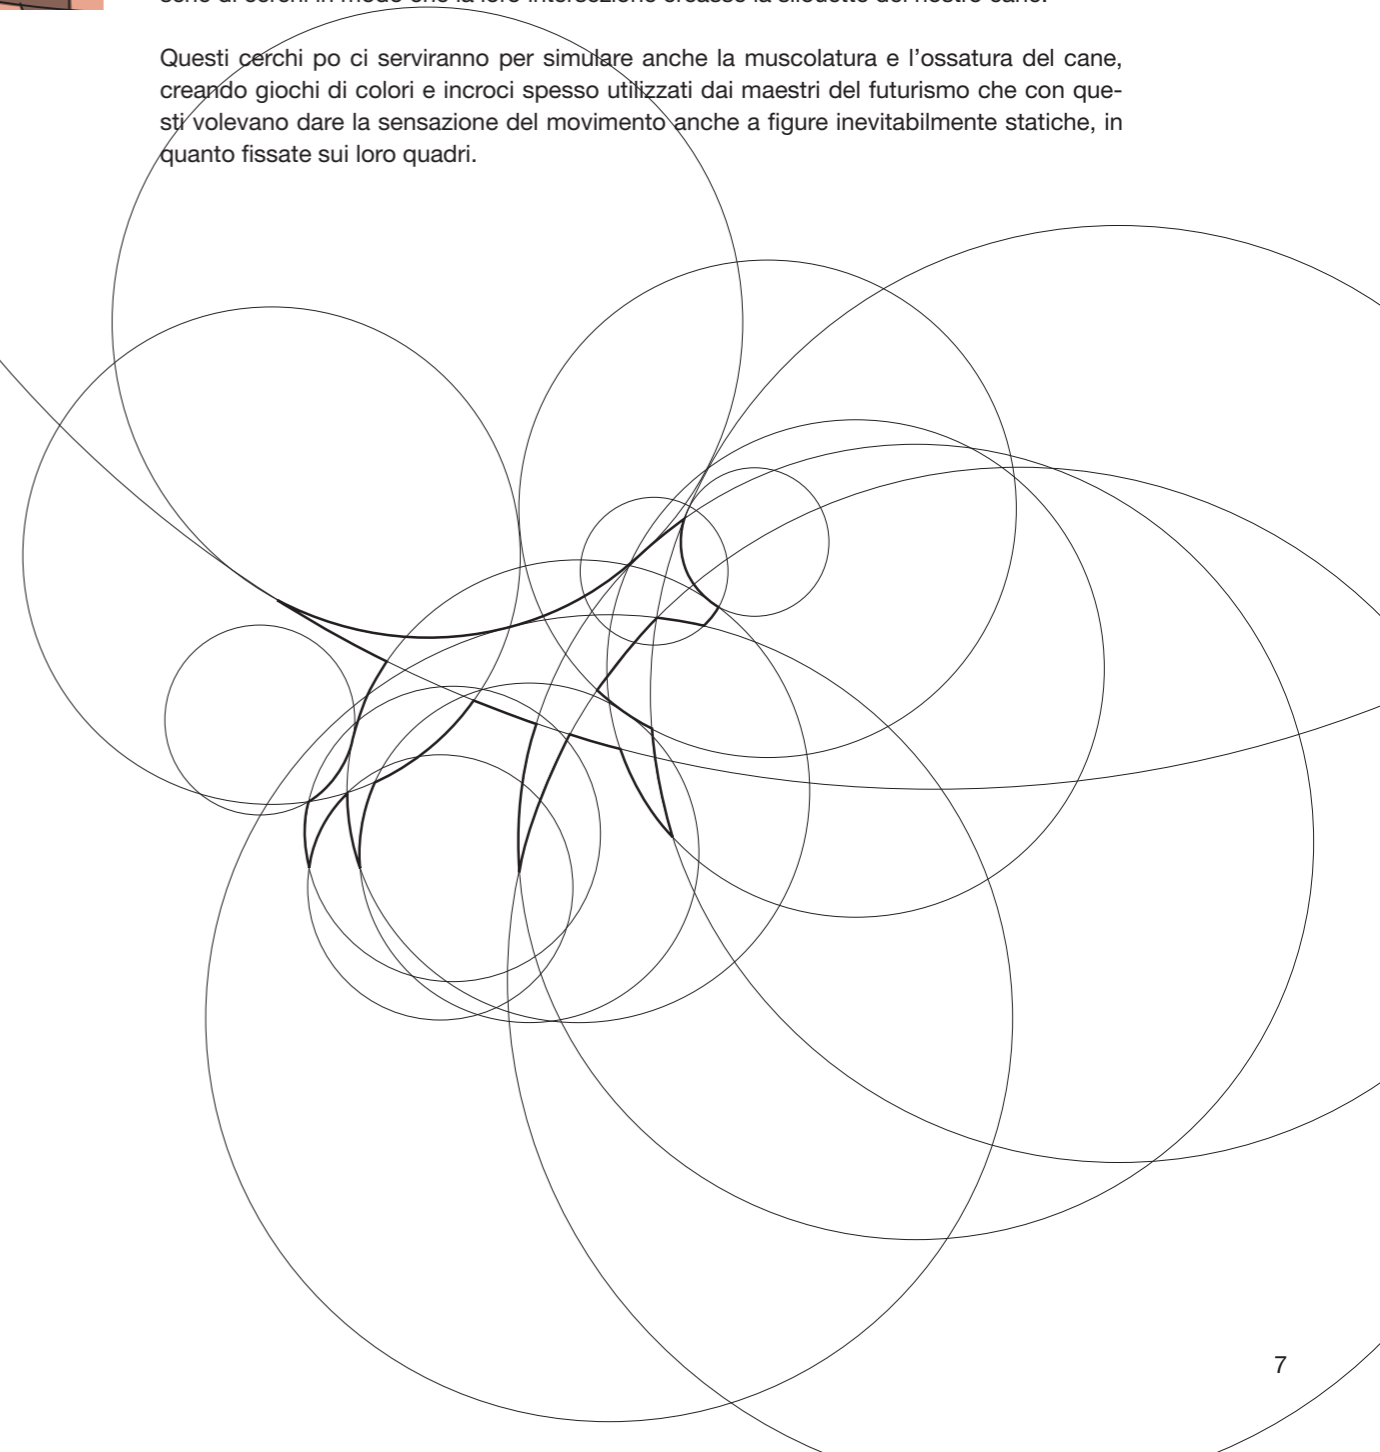 Questi cerchi po ci serviranno per simulare anche la muscolatura e l'ossatura del cane,
creando giochi di colori e incroci spesso utilizzati dai maestri del futurismo che con que-
sti volevano dare la sensazione del movimento anche a figure inevitabilmente statiche, in
quanto fissate sui loro quadri.
7